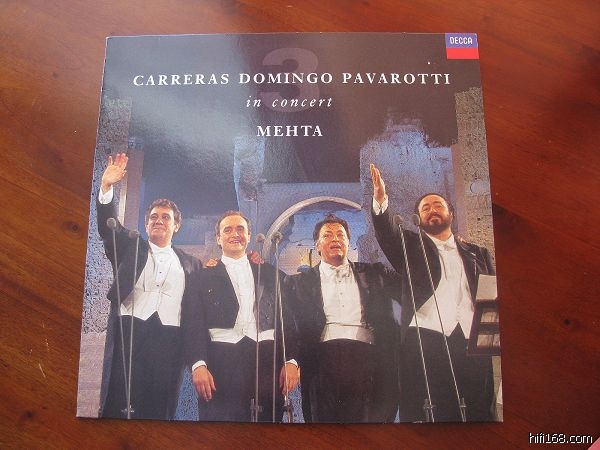 DECCA
3
CARRERAS DOMINGO PAVAROTTI
in concert
MEHTA
hifi168.com